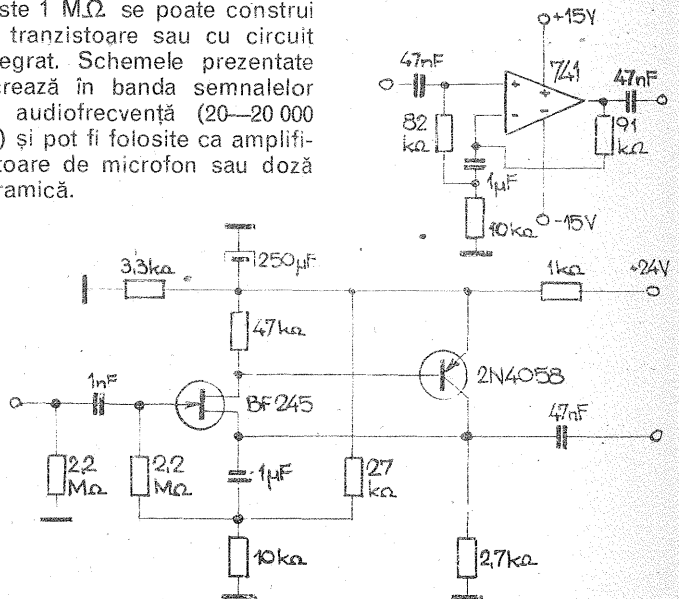 ste 1 MΩ se poate construi
tranzistoare sau cu circuit
egrat. Schemele prezentate
crează în banda semnalelor
audiofrecvență (20—20 000
) și pot fi folosite ca amplifi-
toare de microfon sau doză
ramică.
+15V
741
47nF
47nF
+
+
-
-
82
kΩ
91
kΩ
1µF
10kΩ
-15V
250µF
3,3kΩ
1kΩ
+24V
47kΩ
2N4058
1nF
BF245
47nF
2,2
MΩ
2,2
MΩ
1µF
27
kΩ
10kΩ
2,7kΩ